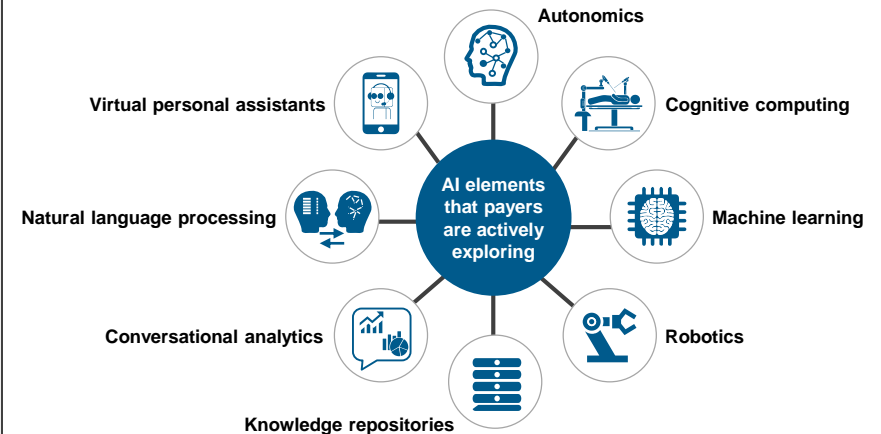 Autonomics
Virtual personal assistants
Cognitive computing
AI elements
that payers
are actively
exploring
Natural language processing
Machine learning
Conversational analytics
Robotics
Knowledge repositories